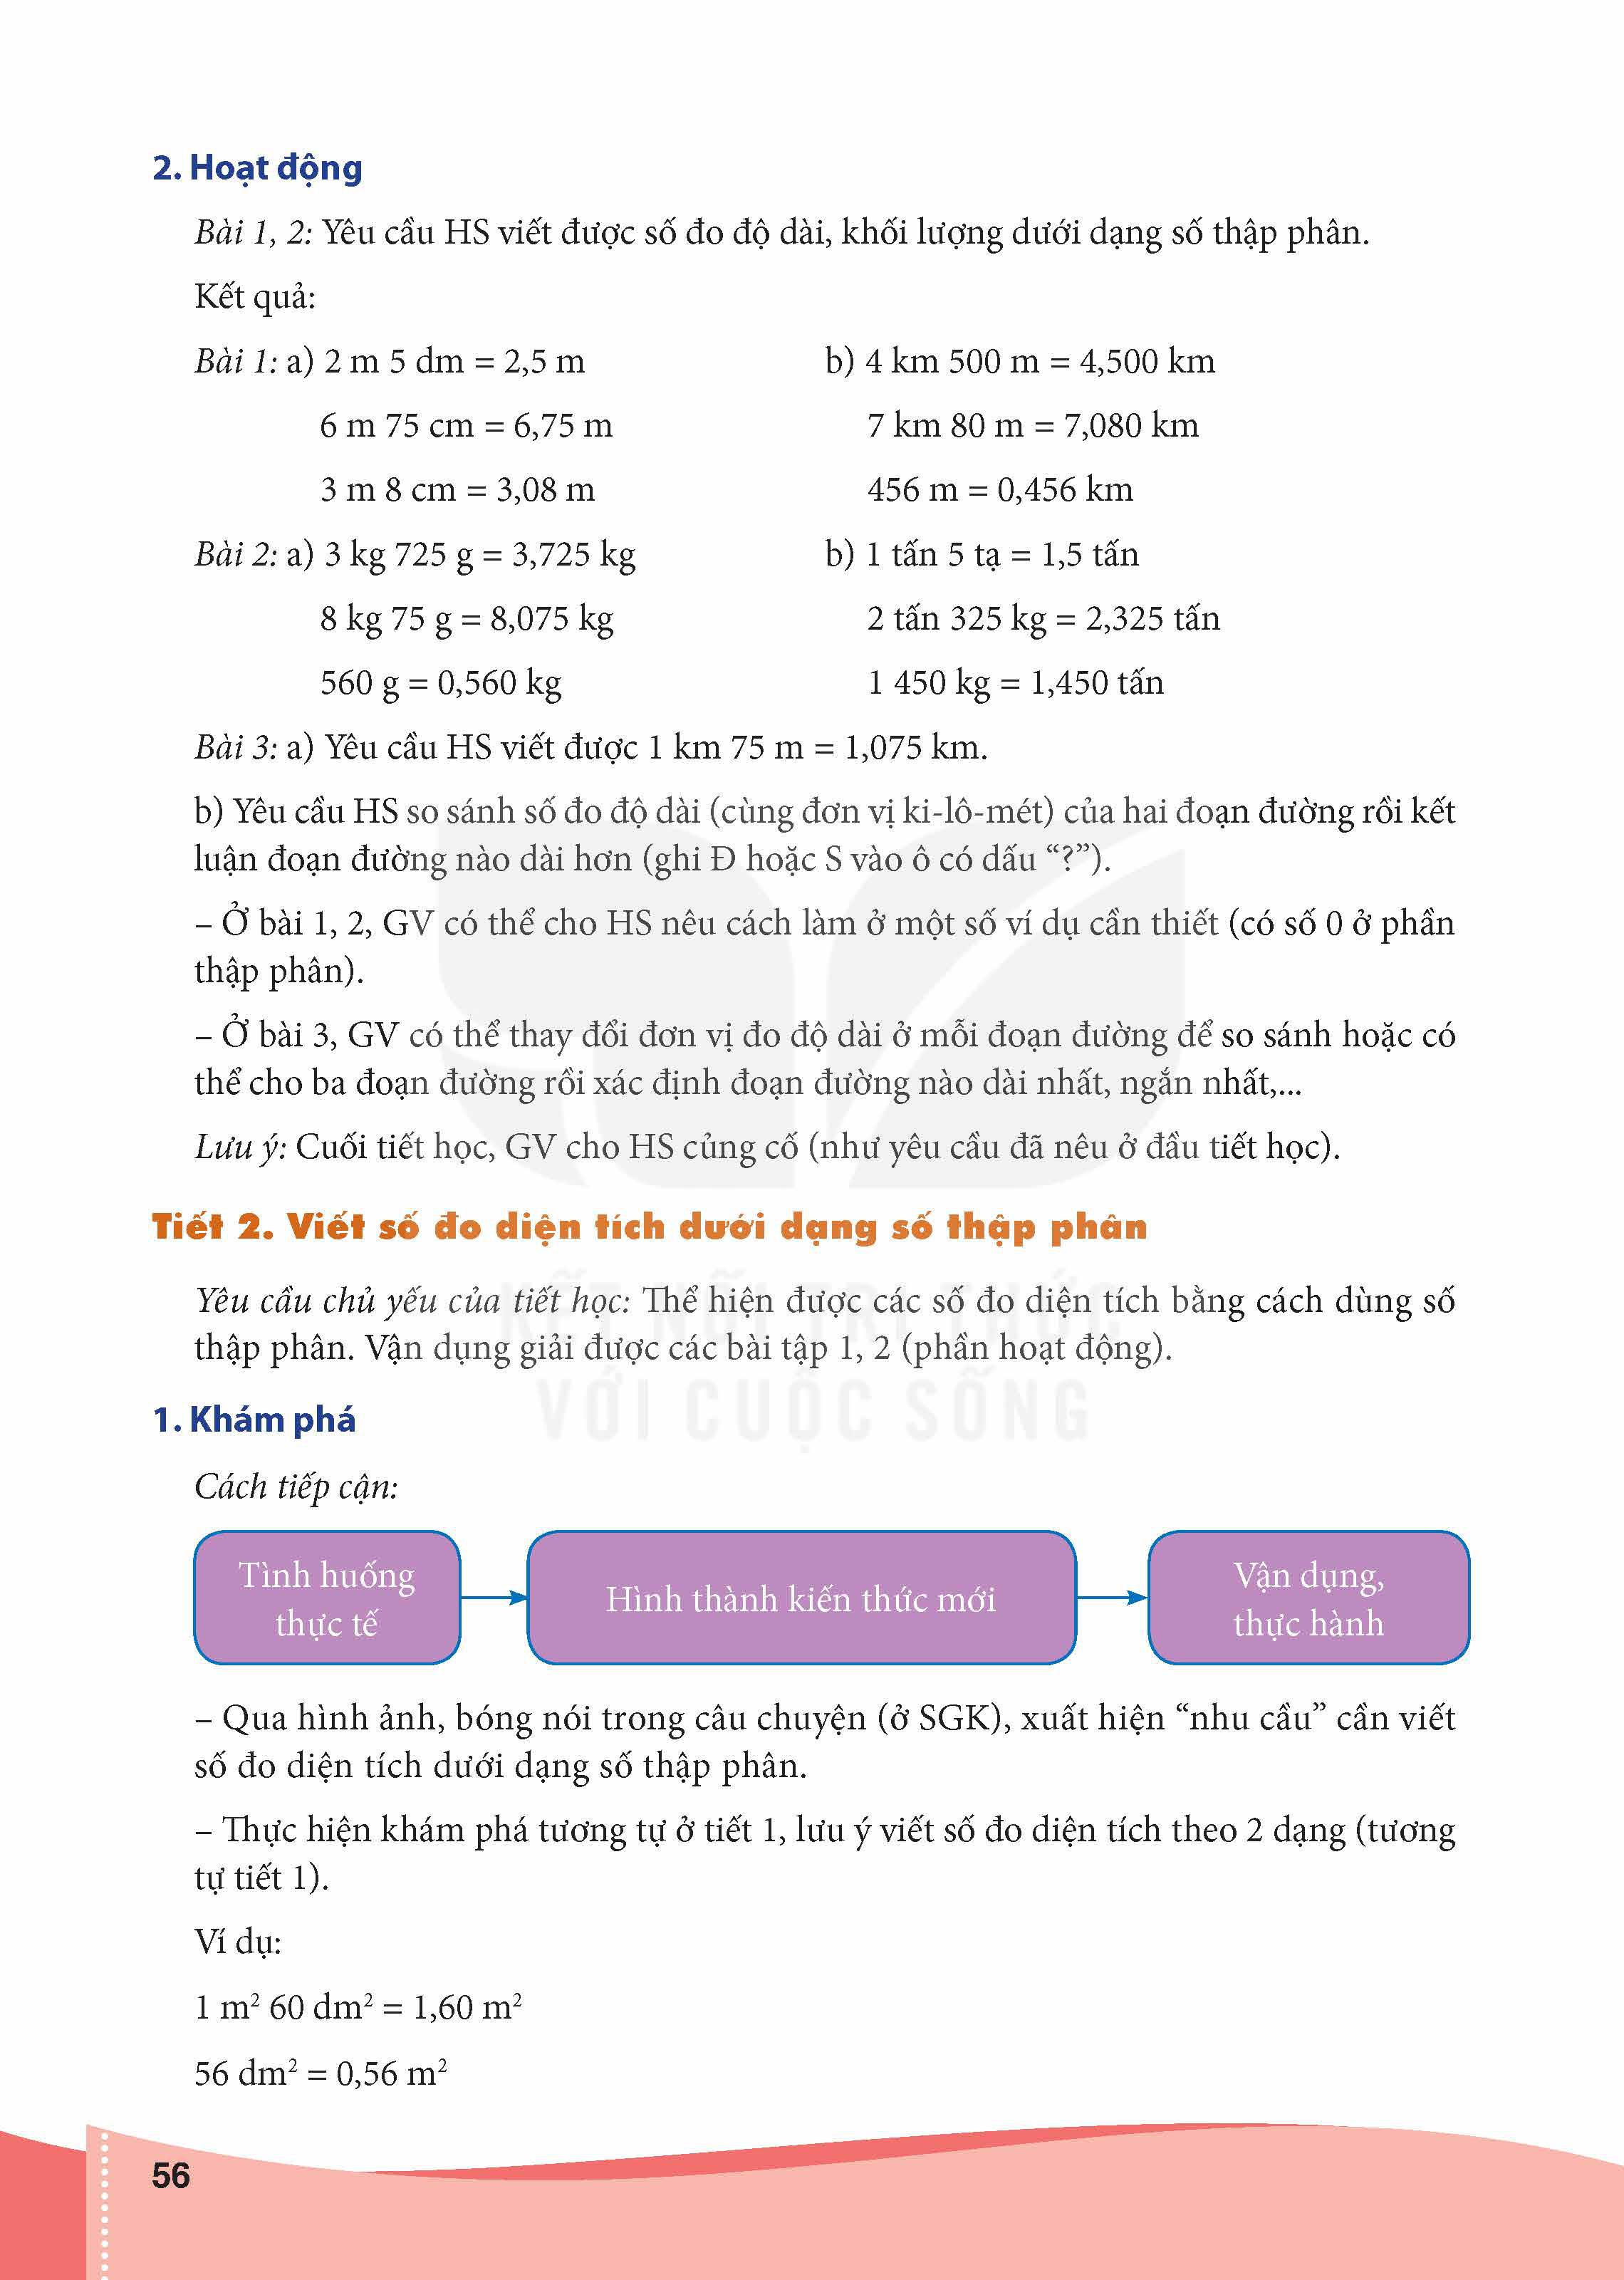 2. Hoạt động
Bài 1, 2: Yêu cầu HS viết được số đo độ dài, khối lượng dưới dạng số thập phân.
Kết quả:
Bài 1: a) 2 m 5 dm = 2,5 m b) 4 km 500 m = 4,500 km
6 m 75 cm = 6,75 m 7 km 80 m = 7,080 km
3 m 8 cm = 3,08 m 456 m = 0,456 km
Bài 2: a) 3 kg 725 g = 3,725 kg b) 1 tấn 5 tạ = 1,5 tấn
8 kg 75 g = 8,075 kg 2 tấn 325 kg = 2,325 tấn
560 g = 0,560 kg 1 450 kg = 1,450 tấn
Bài 3: a) Yêu cầu HS viết được 1 km 75 m = 1,075 km.
b) Yêu cầu HS so sánh số đo độ dài (cùng đơn vị ki-lô-mét) của hai đoạn đường rồi kết
luận đoạn đường nào dài hơn (ghi Đ hoặc S vào ô có dấu “?”).
– Ở bài 1, 2, GV có thể cho HS nêu cách làm ở một số ví dụ cần thiết (có số 0 ở phần
thập phân).
– Ở bài 3, GV có thể thay đổi đơn vị đo độ dài ở mỗi đoạn đường để so sánh hoặc có
thể cho ba đoạn đường rồi xác định đoạn đường nào dài nhất, ngắn nhất,...
Lưu ý: Cuối tiết học, GV cho HS củng cố (như yêu cầu đã nêu ở đầu tiết học).
Tiết 2. Viết số đo diện tích dưới dạng số thập phân
Yêu cầu chủ yếu của tiết học: Thể hiện được các số đo diện tích bằng cách dùng số
thập phân. Vận dụng giải được các bài tập 1, 2 (phần hoạt động).
KẾT NỐI TRI THỨC
VỚI CUỘC SỐNG
1. Khám phá
Cách tiếp cận:
Tình huống
thực tế
Hình thành kiến thức mới
Vận dụng,
thực hành
– Qua hình ảnh, bóng nói trong câu chuyện (ở SGK), xuất hiện “nhu cầu” cần viết
số đo diện tích dưới dạng số thập phân.
– Thực hiện khám phá tương tự ở tiết 1, lưu ý viết số đo diện tích theo 2 dạng (tương
tự tiết 1).
Ví dụ:
1 m² 60 dm² = 1,60 m²
56 dm² = 0,56 m²
56